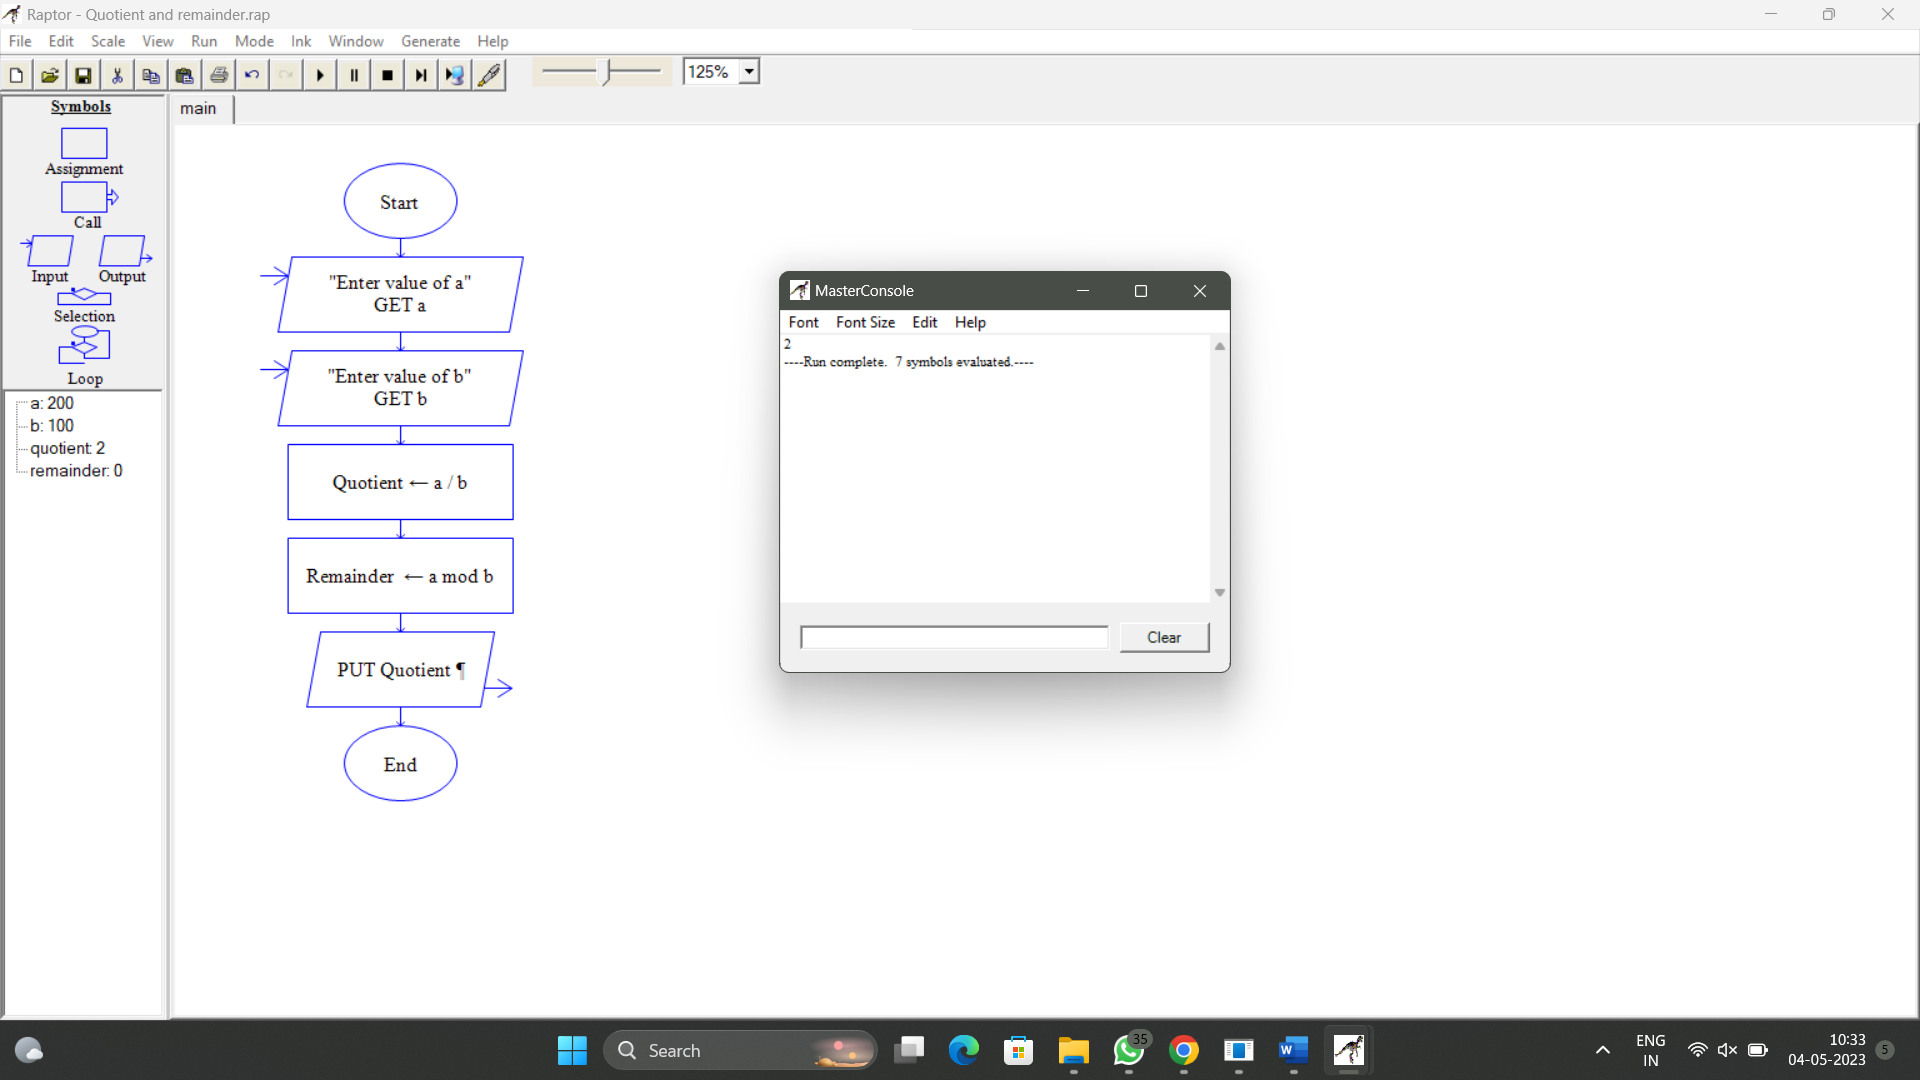 Raptor - Quotient and remainder.rap
File Edit Scale View Run Mode Ink Window Generate Help
125%
Symbols
Assignment
Call
Input Output
Selection
Loop
a: 200
b: 100
quotient: 2
remainder: 0
main
Start
"Enter value of a"
GET a
"Enter value of b"
GET b
Quotient ← a / b
Remainder ← a mod b
PUT Quotient ¶
End
MasterConsole
Font Font Size Edit Help
2
----Run complete. 7 symbols evaluated.----
Clear
Search
35
W
ENG
IN
10:33
04-05-2023
5